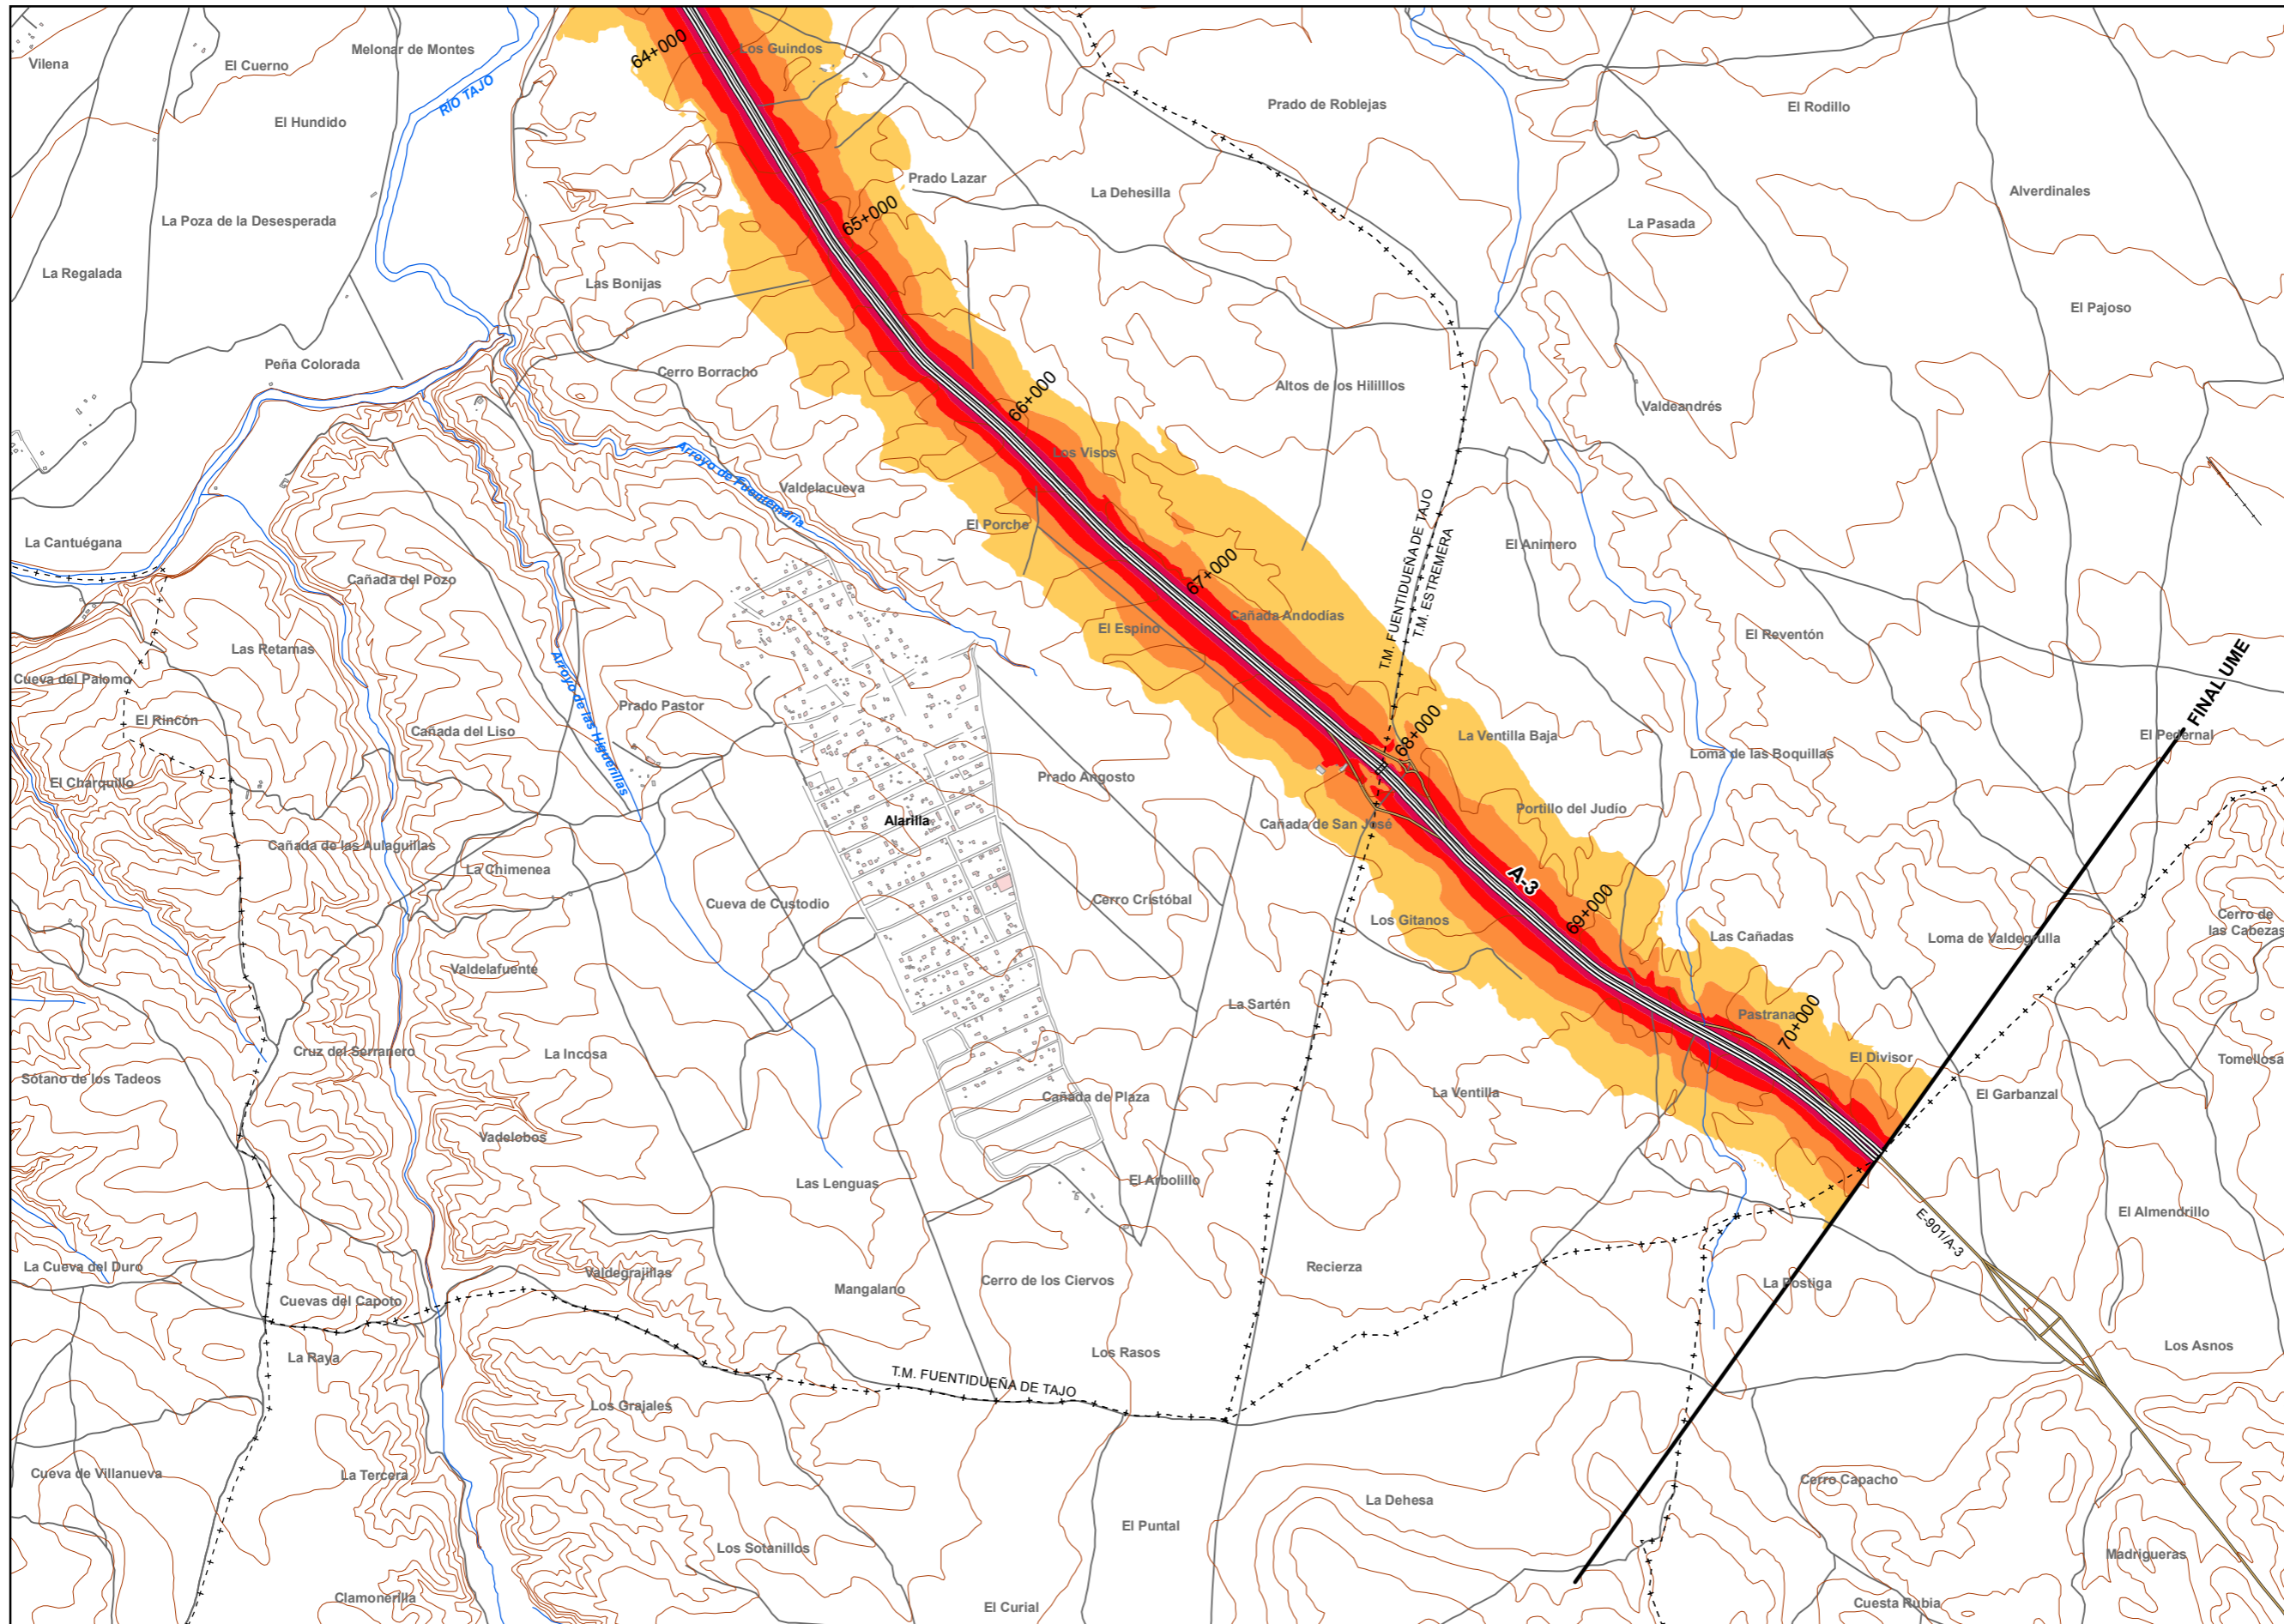 Melonar de Montes
Los Guindos
64+000
Vilena
El Cuerno
RÍO TAJO
Prado de Roblejas
El Rodillo
El Hundido
Prado Lazar
La Dehesilla
Alverdinales
La Poza de la Desesperada
65+000
La Pasada
La Regalada
Las Bonijas
El Pajoso
Peña Colorada
Cerro Borracho
66+000
Altos de los Hilillos
Valdeandrés
Los Visos
Arroyo de Fuentemaría
Valdelacueva
El Porche
T.M. FUENTIDUEÑA DE TAJO
T.M. ESTREMERA
La Cantuégana
El Animero
Cañada del Pozo
67+000
Cañada Andodías
El Espino
El Reventón
Las Retamas
Cueva del Palomo
Arroyo de las Higuerillas
FINAL UME
El Rincón
Prado Pastor
Cañada del Liso
68+000
La Ventilla Baja
El Pedernal
Loma de las Boquillas
El Charquillo
Prado Angosto
Portillo del Judío
Alarilla
Cañada de San José
Cañada de las Aulaguillas
La Chimenea
A-3
Cueva de Custodio
Cerro Cristóbal
69+000
Los Gitanos
Cerro de
las Cabezas
Las Cañadas
Loma de Valdegrulla
Valdelafuente
La Sartén
Pastrana
70+000
Cruz del Serranero
La Incosa
El Divisor
Tomellosa
Sótano de los Tadeos
La Ventilla
El Garbanzal
Cañada de Plaza
Vadelobos
Las Lenguas
El Arbolillo
El Almendrillo
E-901/A-3
La Cueva del Duro
Valdegrajillas
Recierza
Cerro de los Ciervos
Mangalano
La Postiga
Cuevas del Capoto
La Raya
Los Rasos
Los Asnos
T.M. FUENTIDUEÑA DE TAJO
Los Grajales
Cueva de Villanueva
La Tercera
Cerro Capacho
La Dehesa
El Puntal
Los Sotanillos
Madrigueras
Clamonerilla
El Curial
Cuesta Rubia